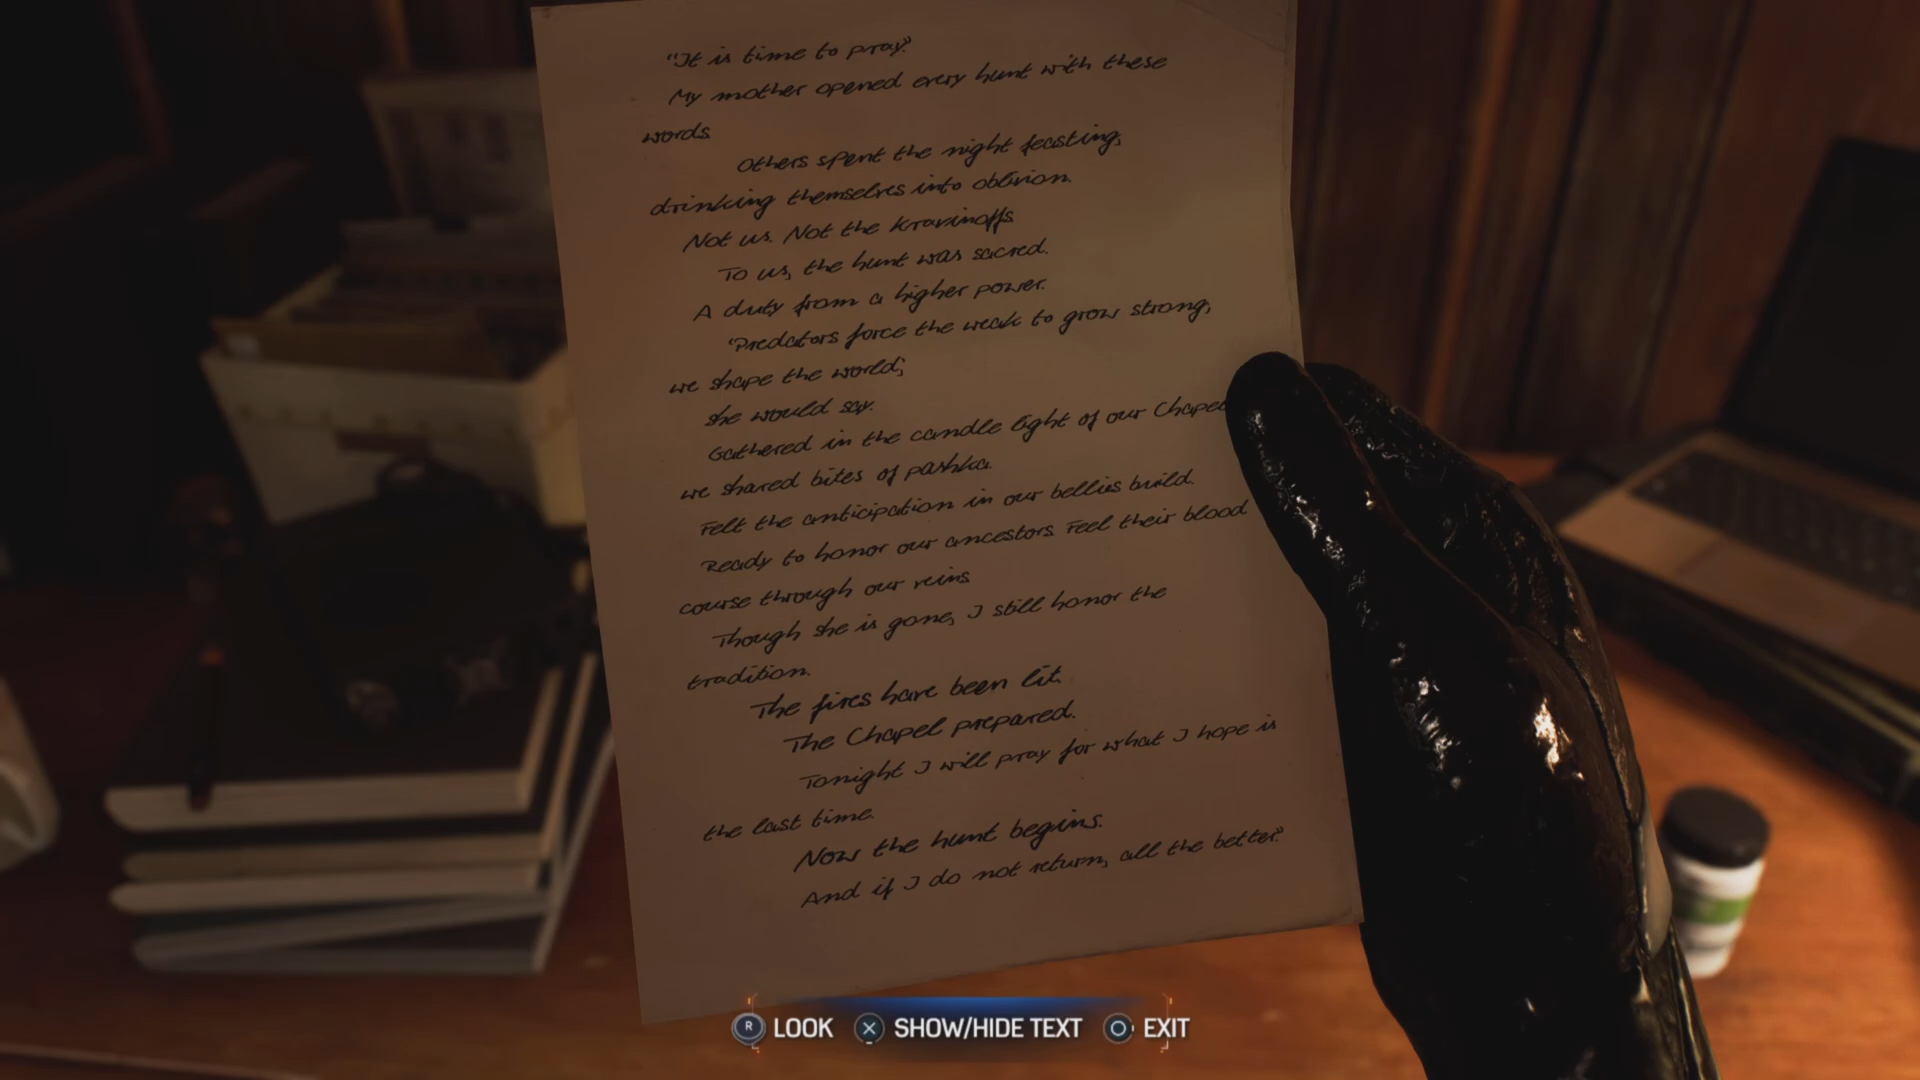 "It is time to pray."
My mother opened every hunt with these
words.
Others spent the night feasting,
drinking themselves into oblivion.
Not us. Not the Kravinoffs.
To us, the hunt was sacred.
A duty from a higher power.
'Predators force the weak to grow strong,
we shape the world,'
she would say.
Gathered in the candle light of our Chapel
we shared bites of pashka.
Felt the anticipation in our bellies build.
Ready to honor our ancestors. Feel their blood
course through our veins.
Though she is gone, I still honor the
tradition.
The fires have been lit.
The Chapel prepared.
Tonight I will pray for what I hope is
the last time.
Now the hunt begins.
And if I do not return, all the better."
R LOOK SHOW/HIDE TEXT EXIT